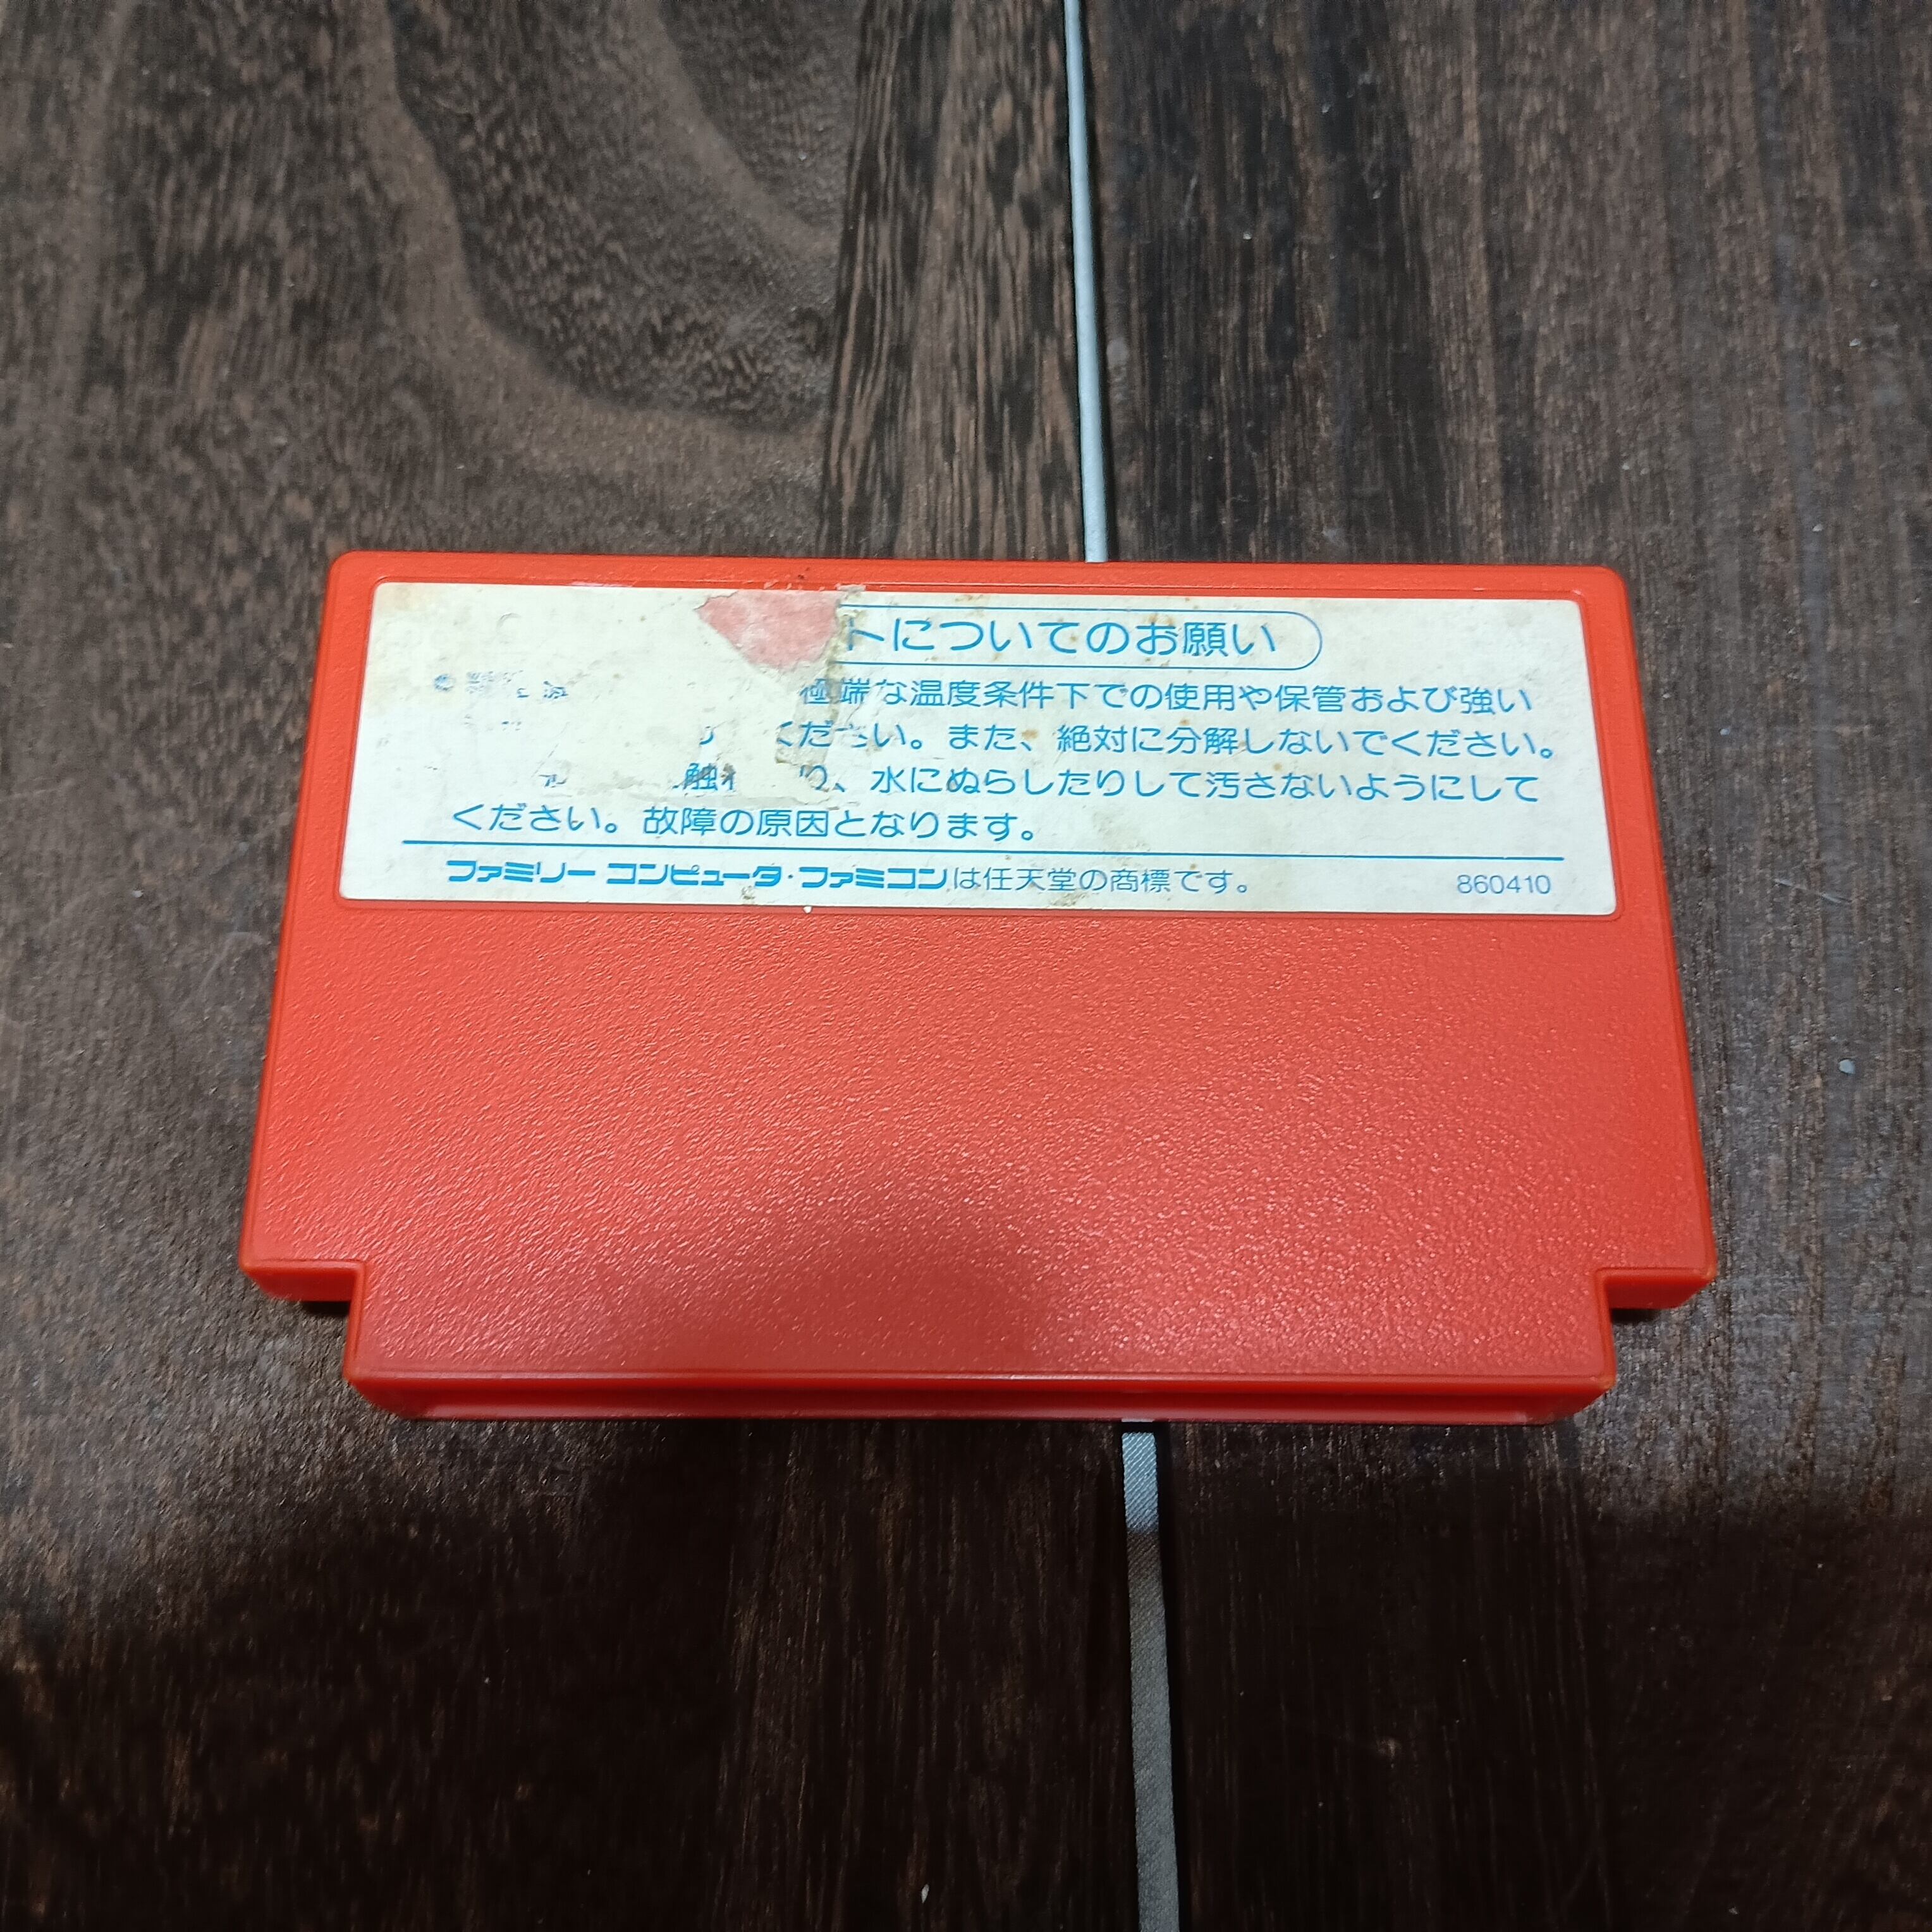 トについてのお願い
極端な温度条件下での使用や保管および強い
ください。また、絶対に分解しないでください。
触れ り、水にぬらしたりして汚さないようにして
ください。故障の原因となります。
ファミリー コンピュータ・ファミコンは任天堂の商標です。
860410